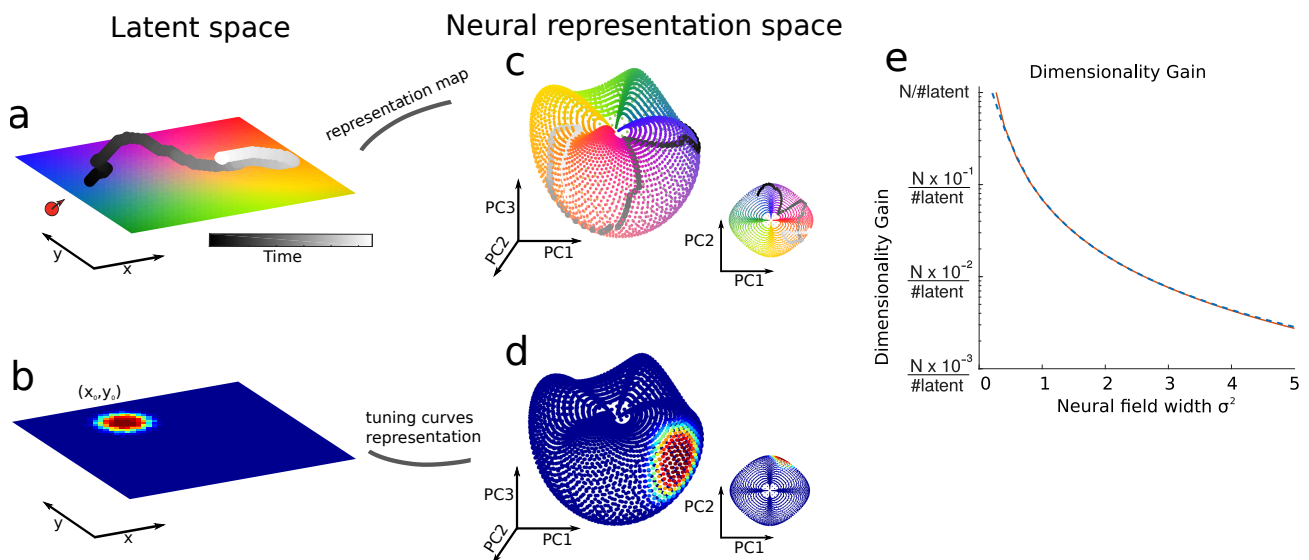 Latent space
Neural representation space
a
representation map
y
x
Time
c
PC3
PC2
PC1
PC2
PC1
b
(x₀,y₀)
tuning curves
representation
y
x
d
PC3
PC2
PC1
PC2
PC1
e
Dimensionality Gain
Dimensionality Gain
N/#latent
N x 10⁻¹
#latent
N x 10⁻²
#latent
N x 10⁻³
#latent
0 1 2 3 4 5
Neural field width σ²